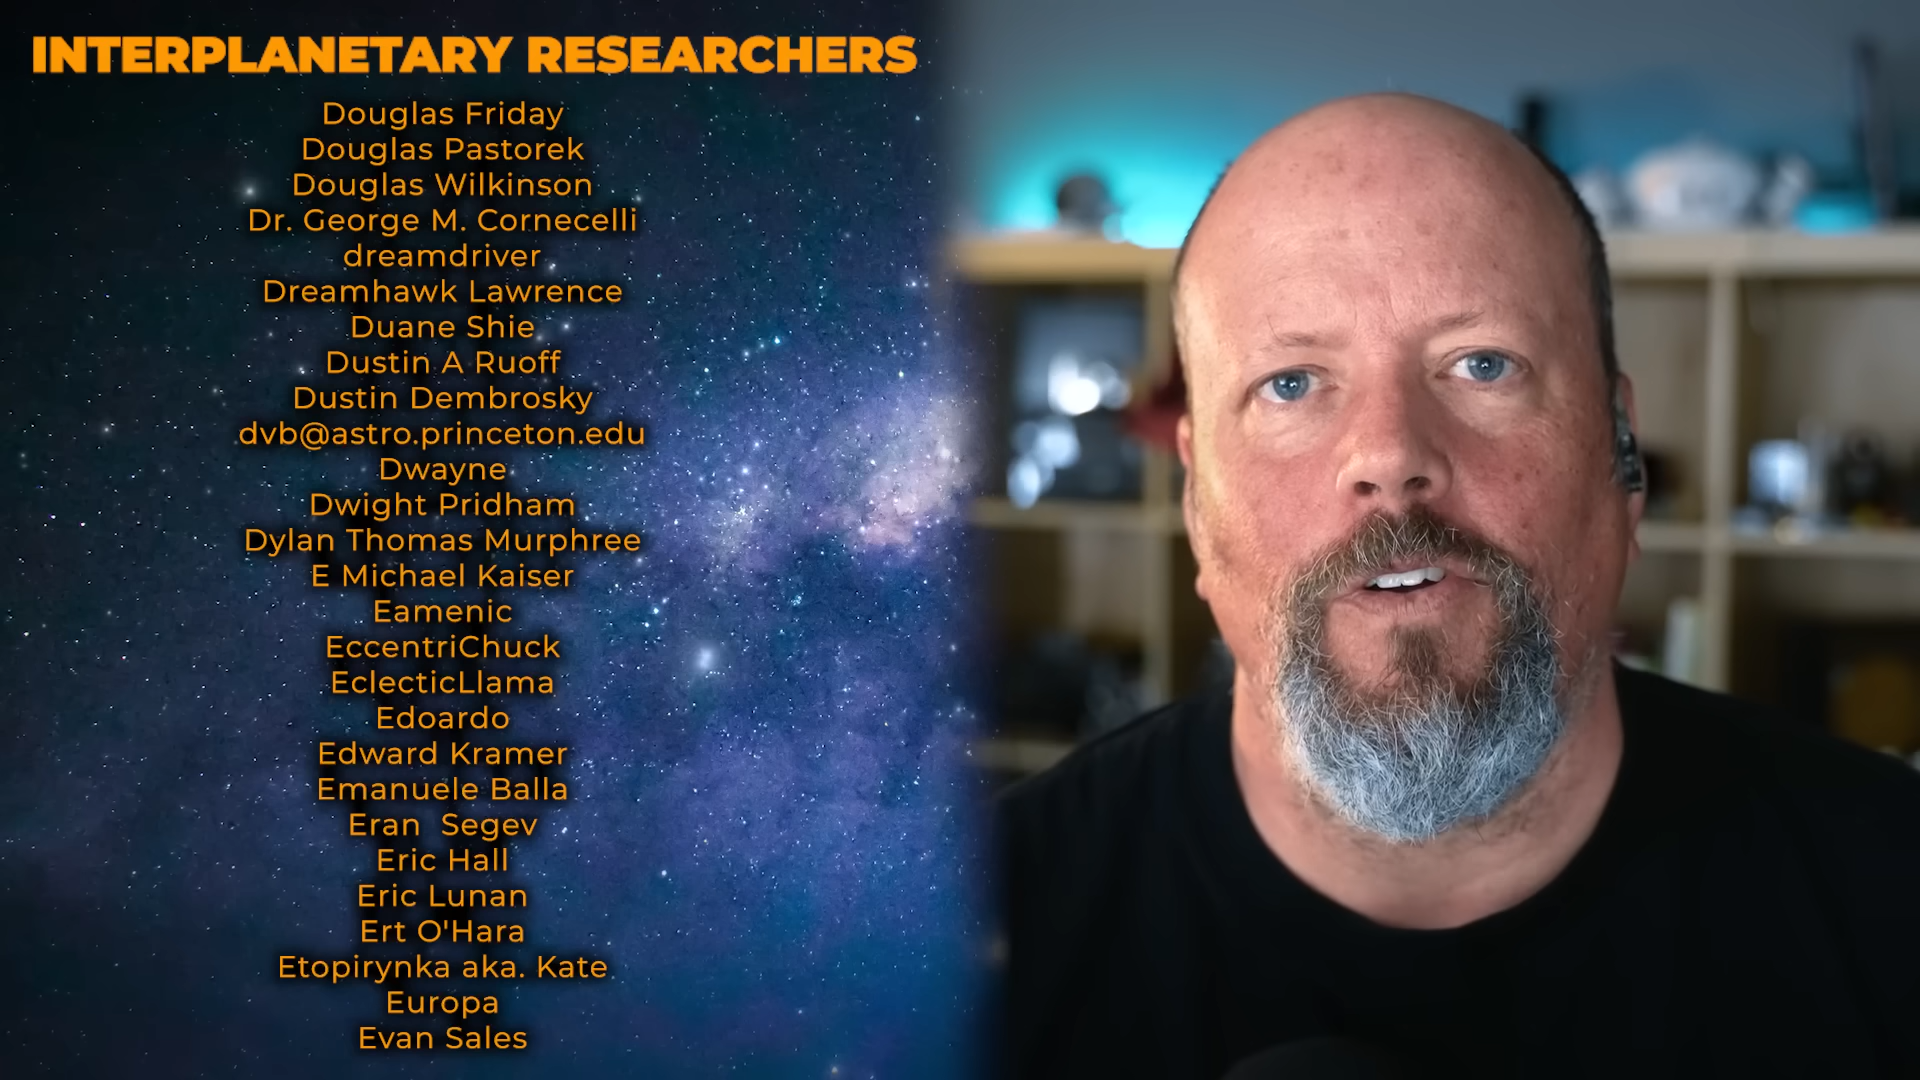 INTERPLANETARY RESEARCHERS
Douglas Friday
Douglas Pastorek
Douglas Wilkinson
Dr. George M. Cornecelli
dreamdriver
Dreamhawk Lawrence
Duane Shie
Dustin A Ruoff
Dustin Dembrosky
dvb@astro.princeton.edu
Dwayne
Dwight Pridham
Dylan Thomas Murphree
E Michael Kaiser
Eamenic
EccentriChuck
EclecticLlama
Edoardo
Edward Kramer
Emanuele Balla
Eran  Segev
Eric Hall
Eric Lunan
Ert O'Hara
Etopirynka aka. Kate
Europa
Evan Sales